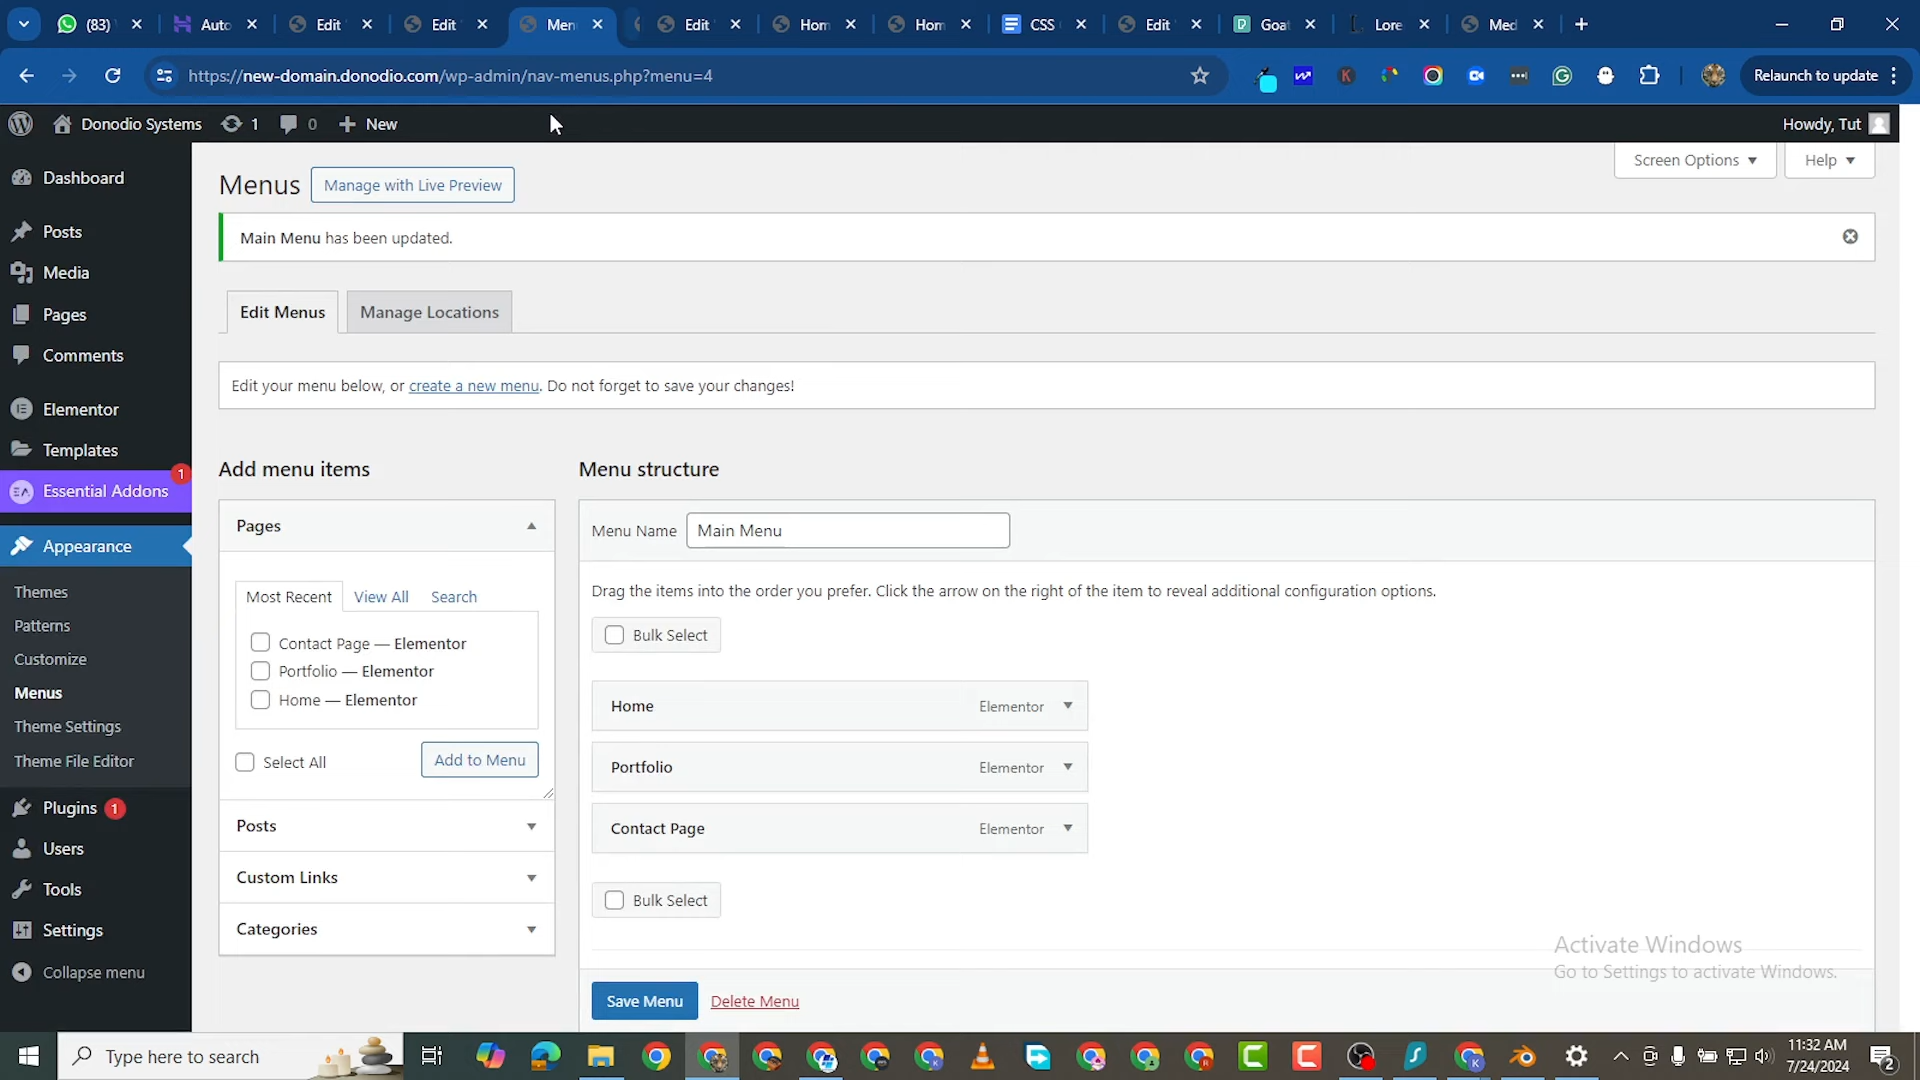 (83)
Auto
Edit
Edit
Men
Edit
Hom
Hom
CSS
Edit
Goat
Lore
Med
https://new-domain.donodio.com/wp-admin/nav-menus.php?menu=4
Relaunch to update
Donodio Systems
1
0
New
Howdy, Tut
Dashboard
Posts
Media
Pages
Comments
Elementor
Templates
Essential Addons
1
Appearance
Themes
Patterns
Customize
Menus
Theme Settings
Theme File Editor
Plugins 1
Users
Tools
Settings
Collapse menu
Screen Options
Help
Menus
Manage with Live Preview
Main Menu has been updated.
Edit Menus
Manage Locations
Edit your menu below, or create a new menu. Do not forget to save your changes!
Add menu items
Pages
Most Recent
View All
Search
Contact Page — Elementor
Portfolio — Elementor
Home — Elementor
Select All
Add to Menu
Posts
Custom Links
Categories
Menu structure
Menu Name
Main Menu
Drag the items into the order you prefer. Click the arrow on the right of the item to reveal additional configuration options.
Bulk Select
Home
Elementor
Portfolio
Elementor
Contact Page
Elementor
Bulk Select
Save Menu
Delete Menu
Activate Windows
Go to Settings to activate Windows.
Type here to search
11:32 AM
7/24/2024
2